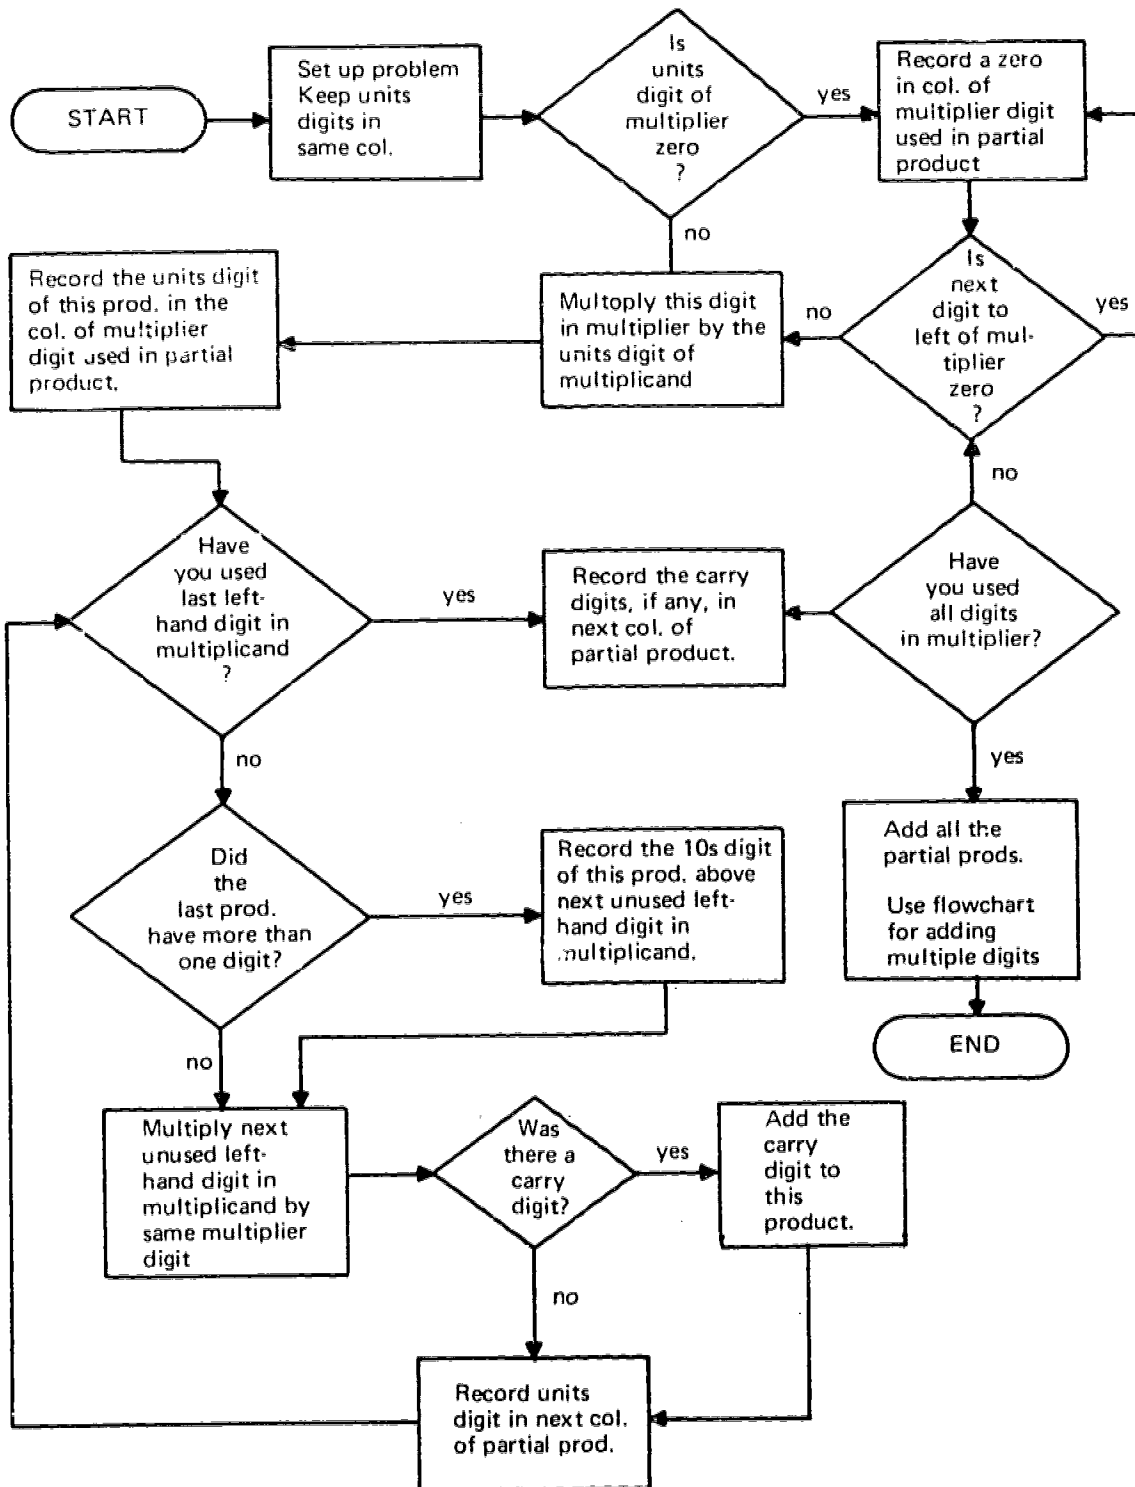 START
Set up problem
Keep units
digits in
same col.
Is
units
digit of
multiplier
zero
?
yes
Record a zero
in col. of
multiplier digit
used in partial
product
no
Is
next
digit to
left of mul-
tiplier
zero
?
yes
no
Multoply this digit
in multiplier by the
units digit of
multiplicand
Record the units digit
of this prod. in the
col. of multiplier
digit used in partial
product.
Have
you used
last left-
hand digit in
multiplicand
?
yes
Record the carry
digits, if any, in
next col. of
partial product.
Have
you used
all digits
in multiplier?
no
yes
Add all the
partial prods.
Use flowchart
for adding
multiple digits
END
no
Did
the
last prod.
have more than
one digit?
yes
Record the 10s digit
of this prod. above
next unused left-
hand digit in
multiplicand.
no
Multiply next
unused left-
hand digit in
multiplicand by
same multiplier
digit
Was
there a
carry
digit?
yes
Add the
carry
digit to
this
product.
no
Record units
digit in next col.
of partial prod.